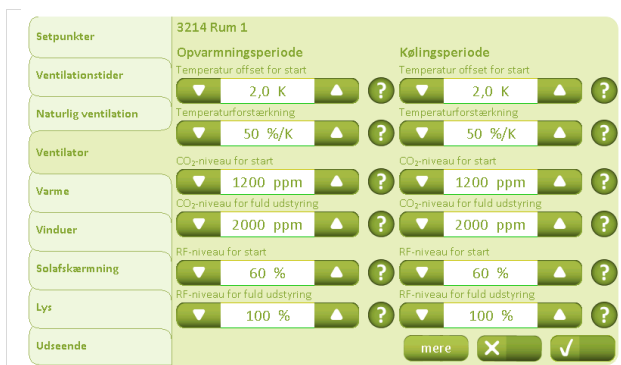 Setpunkter
Ventilationstider
Naturlig ventilation
Ventilator
Varme
Vinduer
Solafskærmning
Lys
Udseende
3214 Rum 1
Opvarmningsperiode Kølingsperiode
Temperatur offset for start Temperatur offset for start
2,0 K ? 2,0 K ?
Temperaturforstærkning Temperaturforstærkning
50 %/K ? 50 %/K ?
CO₂-niveau for start CO₂-niveau for start
1200 ppm ? 1200 ppm ?
CO₂-niveau for fuld udstyring CO₂-niveau for fuld udstyring
2000 ppm ? 2000 ppm ?
RF-niveau for start RF-niveau for start
60 % ? 60 % ?
RF-niveau for fuld udstyring RF-niveau for fuld udstyring
100 % ? 100 % ?
mere